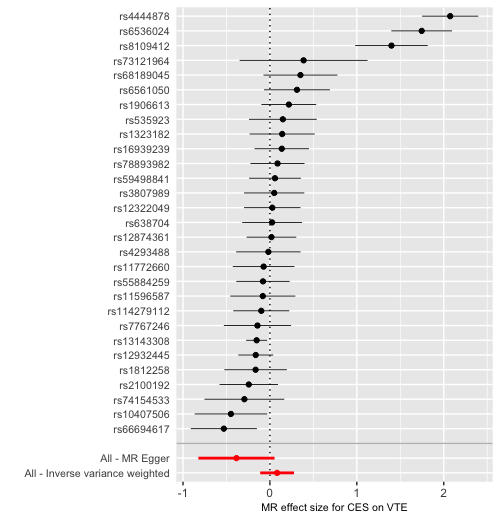 rs4444878
rs6536024
rs8109412
rs73121964
rs68189045
rs6561050
rs1906613
rs535923
rs1323182
rs16939239
rs78893982
rs59498841
rs3807989
rs12322049
rs638704
rs12874361
rs4293488
rs11772660
rs55884259
rs11596587
rs114279112
rs7767246
rs13143308
rs12932445
rs1812258
rs2100192
rs74154533
rs10407506
rs66694617
All - MR Egger
All - Inverse variance weighted
-1 0 1 2
MR effect size for CES on VTE